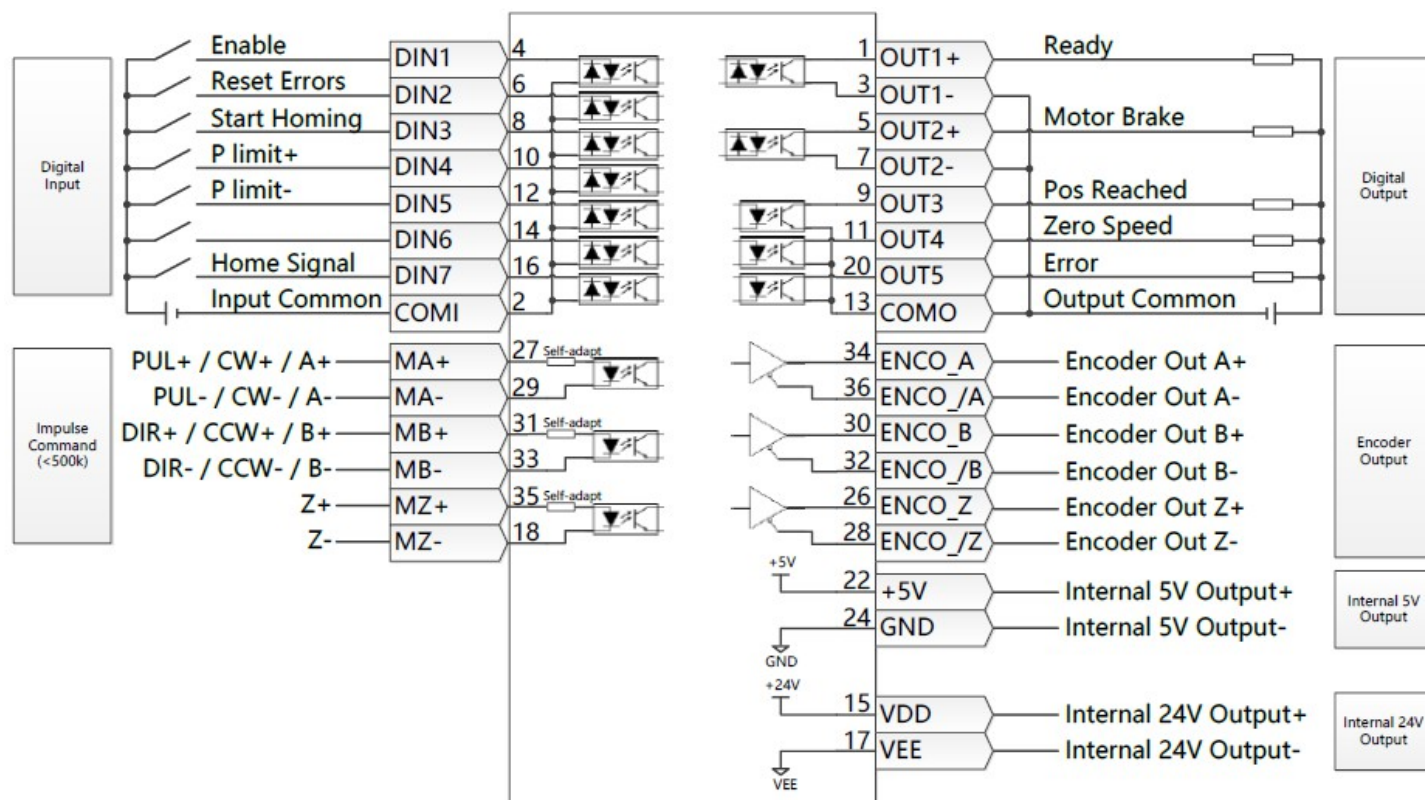 Digital
Input
Enable
DIN1
4
Reset Errors
DIN2
6
Start Homing
DIN3
8
P limit+
DIN4
10
P limit-
DIN5
12
DIN6
14
Home Signal
DIN7
16
Input Common
COMI
2
1
OUT1+
Ready
3
OUT1-
5
OUT2+
Motor Brake
7
OUT2-
9
OUT3
Pos Reached
11
OUT4
Zero Speed
20
OUT5
Error
13
COMO
Output Common
Digital
Output
Impulse
Command
(<500k)
PUL+ / CW+ / A+
MA+
27
Self-adapt
PUL- / CW- / A-
MA-
29
DIR+ / CCW+ / B+
MB+
31
Self-adapt
DIR- / CCW- / B-
MB-
33
Z+
MZ+
35
Self-adapt
Z-
MZ-
18
34
ENCO_A
Encoder Out A+
36
ENCO_/A
Encoder Out A-
30
ENCO_B
Encoder Out B+
32
ENCO_/B
Encoder Out B-
26
ENCO_Z
Encoder Out Z+
28
ENCO_/Z
Encoder Out Z-
Encoder
Output
+5V
22
+5V
Internal 5V Output+
24
GND
Internal 5V Output-
GND
Internal 5V
Output
+24V
15
VDD
Internal 24V Output+
17
VEE
Internal 24V Output-
VEE
Internal 24V
Output